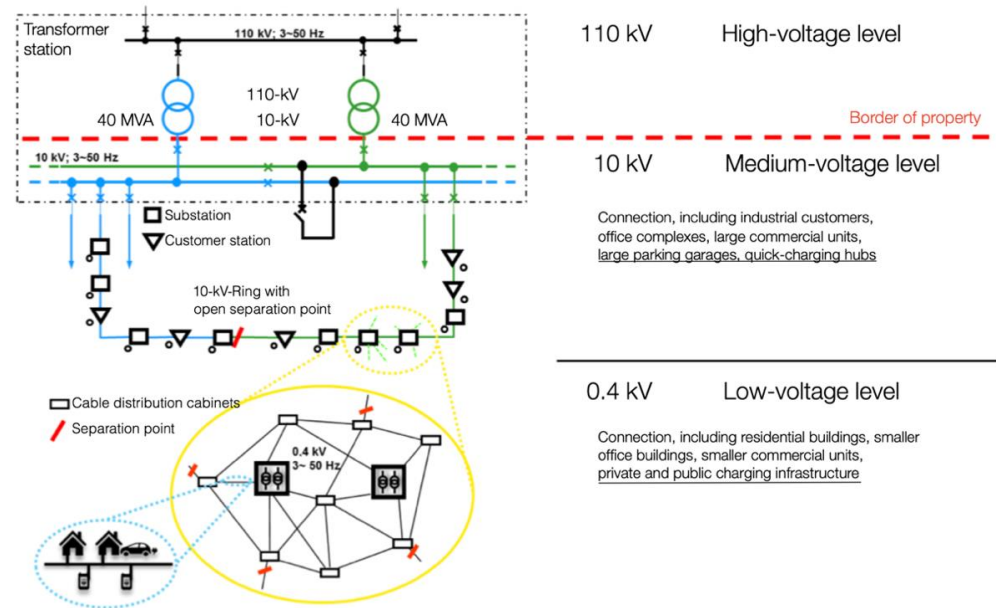 Transformer
station
110 kV; 3~50 Hz
110-kV
10-kV
40 MVA
40 MVA
10 kV; 3~50 Hz
Substation
Customer station
10-kV-Ring with
open separation point
Cable distribution cabinets
Separation point
0.4 kV
3~ 50 Hz
110 kV
High-voltage level
Border of property
10 kV
Medium-voltage level
Connection, including industrial customers,
office complexes, large commercial units,
large parking garages, quick-charging hubs
0.4 kV
Low-voltage level
Connection, including residential buildings, smaller
office buildings, smaller commercial units,
private and public charging infrastructure